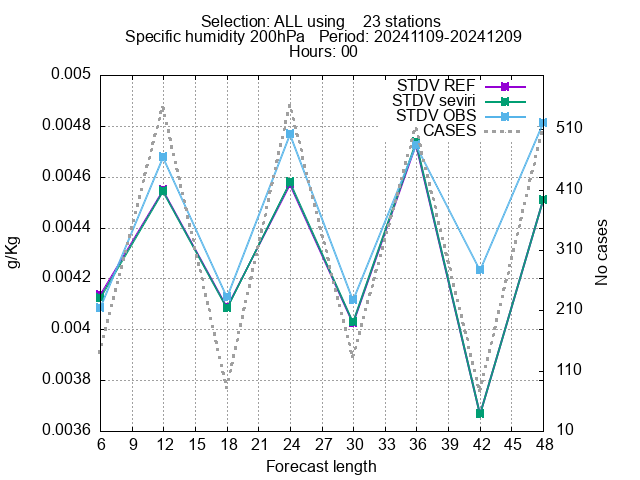 Selection: ALL using    23 stations
Specific humidity 200hPa   Period: 20241109-20241209
Hours: 00
0.005
STDV REF
STDV seviri
STDV OBS
CASES
0.0048
0.0046
0.0044
0.0042
0.004
0.0038
0.0036
g/Kg
510
410
310
210
110
10
No cases
6 9 12 15 18 21 24 27 30 33 36 39 42 45 48
Forecast length